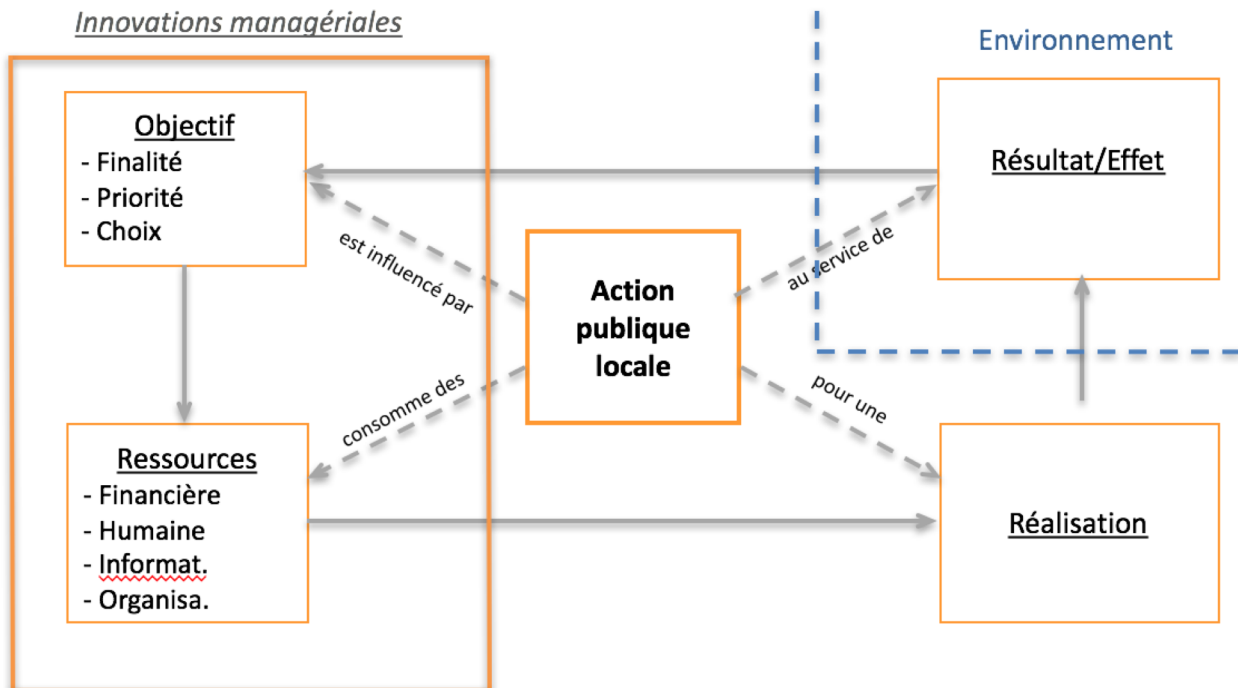 Innovations managériales
Environnement
Objectif
- Finalité
- Priorité
- Choix
Résultat/Effet
est influencé par
au service de
Action
publique
locale
consomme des
pour une
Ressources
- Financière
- Humaine
- Informat.
- Organisa.
Réalisation